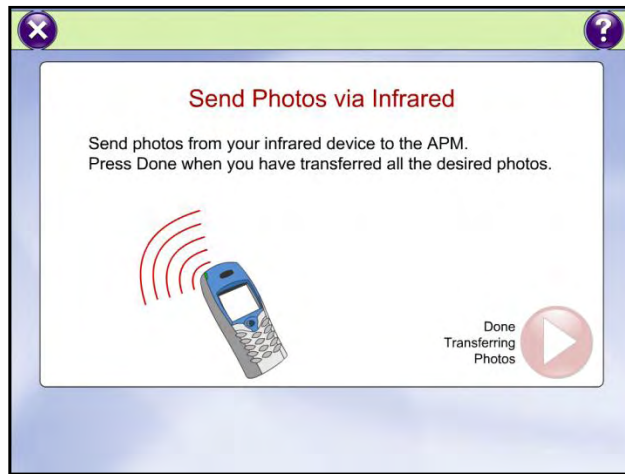 Send Photos via Infrared
Send photos from your infrared device to the APM.
Press Done when you have transferred all the desired photos.
Done
Transferring
Photos